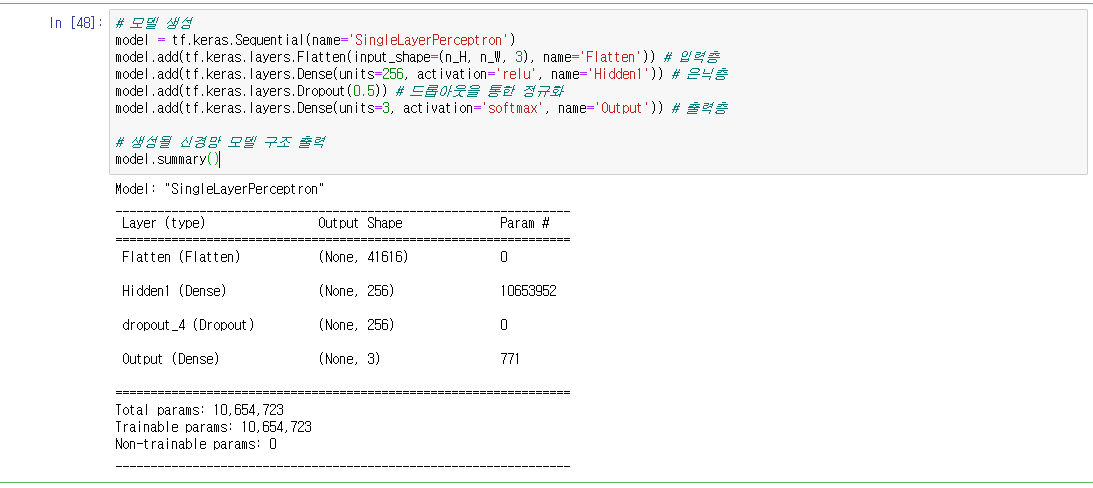 In [48]:
# 모델 생성
model = tf.keras.Sequential(name='SingleLayerPerceptron')
model.add(tf.keras.layers.Flatten(input_shape=(n_H, n_W, 3), name='Flatten')) # 입력층
model.add(tf.keras.layers.Dense(units=256, activation='relu', name='Hidden1')) # 은닉층
model.add(tf.keras.layers.Dropout(0.5)) # 드롭아웃을 통한 정규화
model.add(tf.keras.layers.Dense(units=3, activation='softmax', name='Output')) # 출력층
# 생성될 신경망 모델 구조 출력
model.summary()
Model: "SingleLayerPerceptron"
_________________________________________________________________
Layer (type) Output Shape Param #
=================================================================
Flatten (Flatten) (None, 41616) 0
Hidden1 (Dense) (None, 256) 10653952
dropout_4 (Dropout) (None, 256) 0
Output (Dense) (None, 3) 771
=================================================================
Total params: 10,654,723
Trainable params: 10,654,723
Non-trainable params: 0
_________________________________________________________________